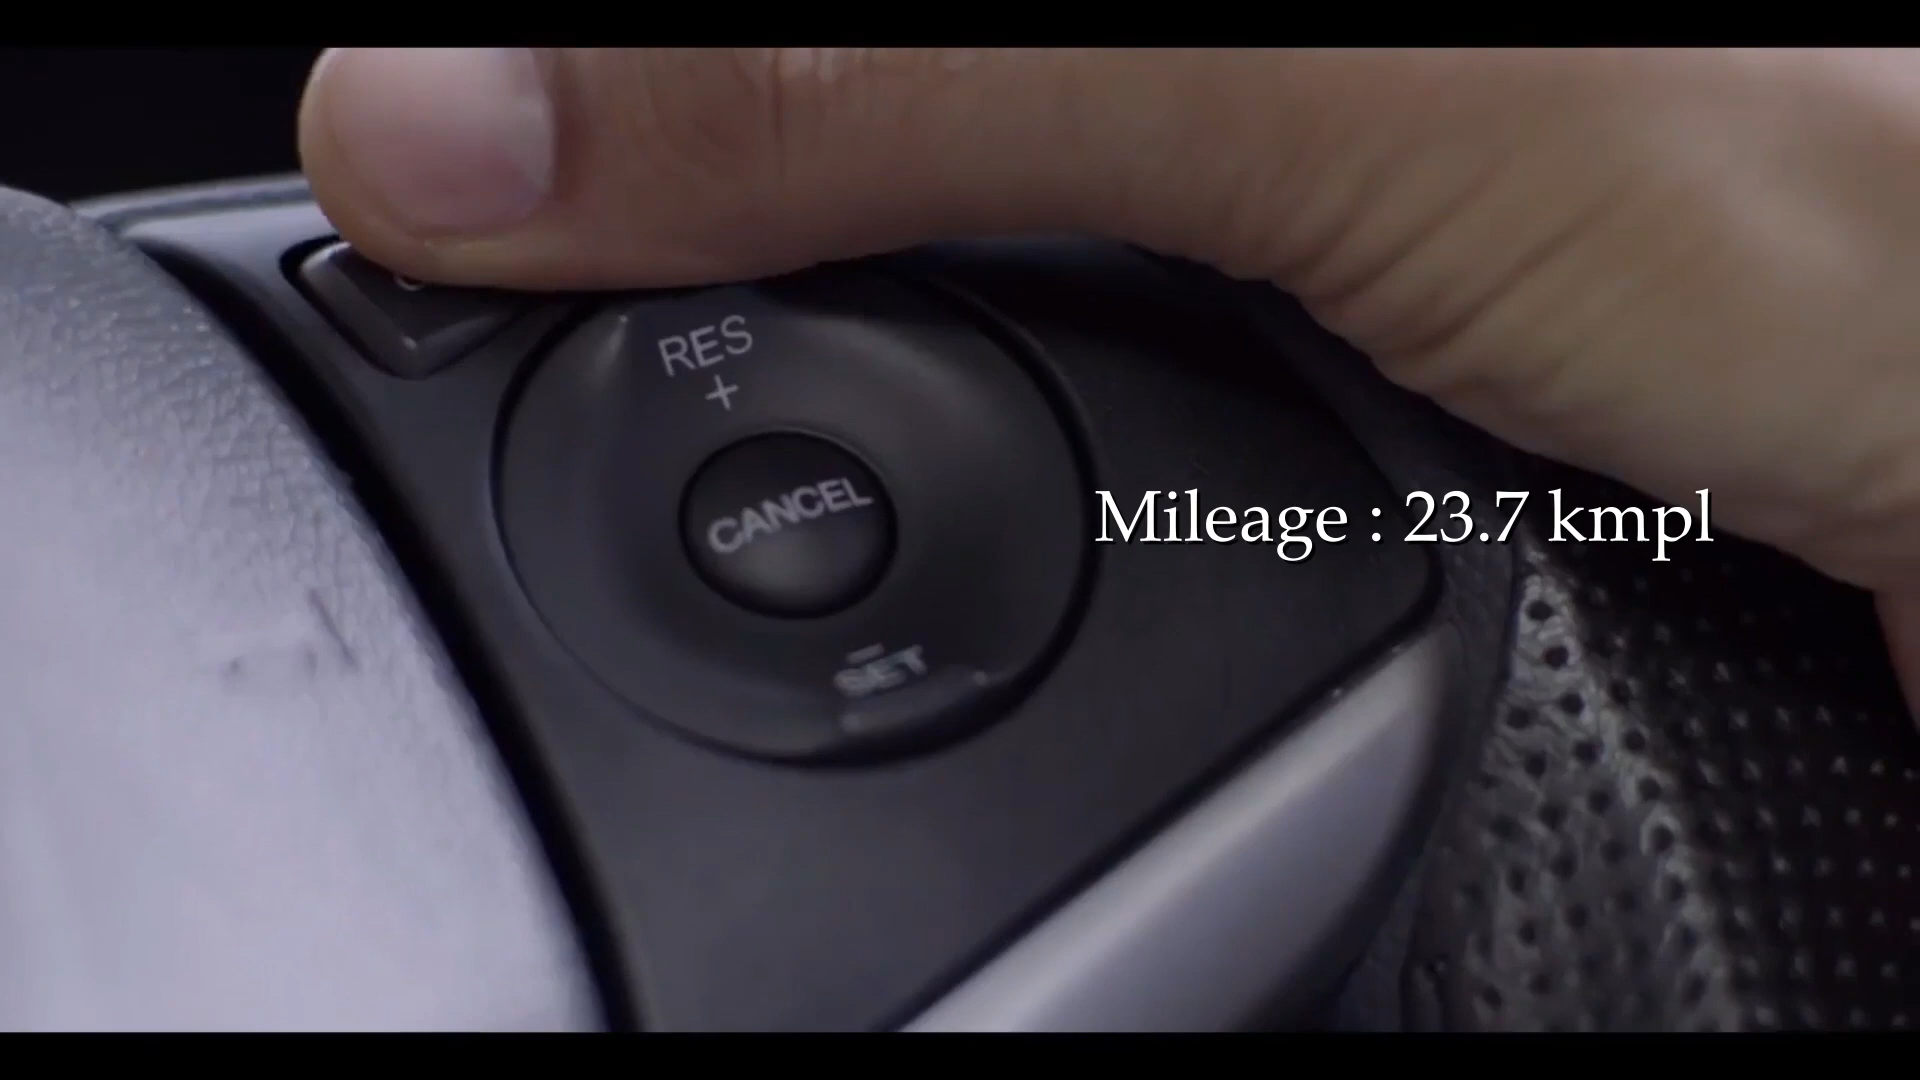 RES
+
CANCEL
Mileage : 23.7 kmpl
–
SET